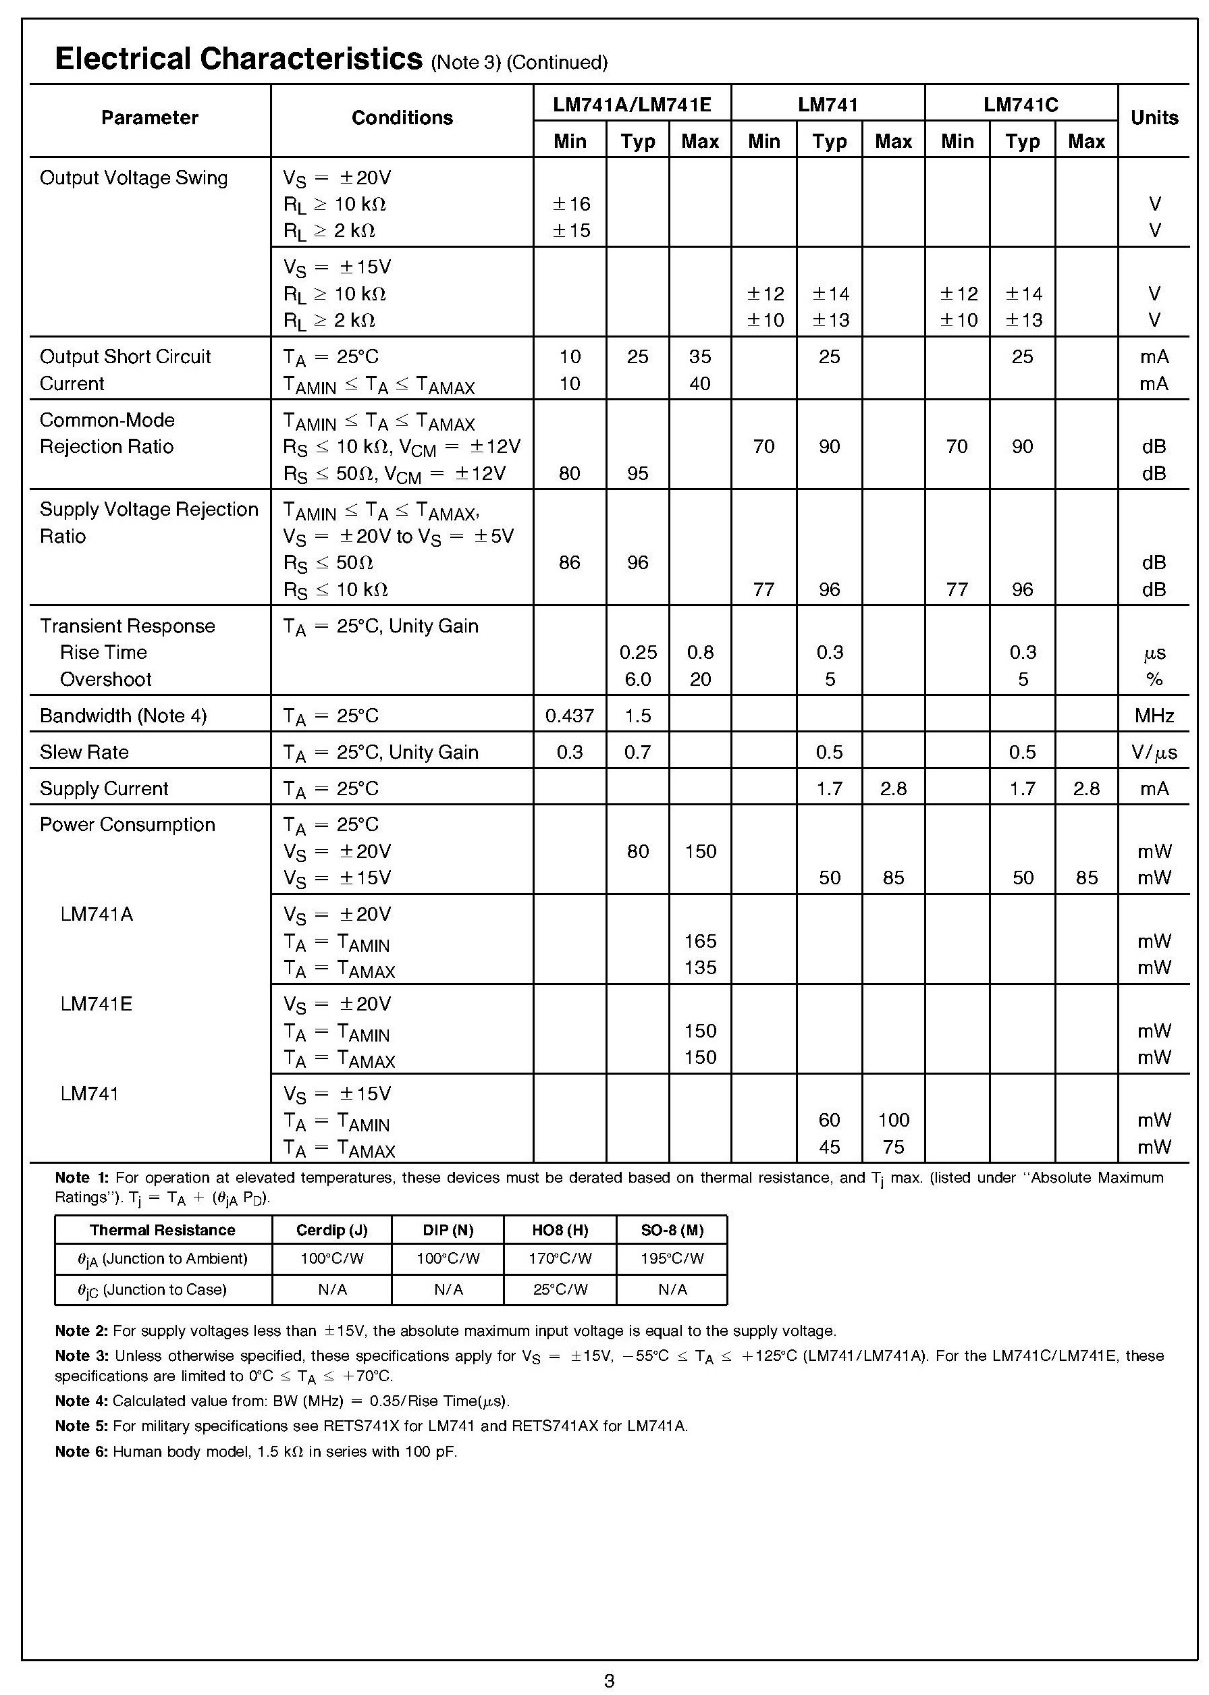 Electrical Characteristics (Note 3) (Continued)
Parameter Conditions LM741A/LM741E LM741 LM741C Units
Min Typ Max Min Typ Max Min Typ Max
Output Voltage Swing VS = ±20V
RL ≥ 10 kΩ ±16 V
RL ≥ 2 kΩ ±15 V
VS = ±15V
RL ≥ 10 kΩ ±12 ±14 ±12 ±14 V
RL ≥ 2 kΩ ±10 ±13 ±10 ±13 V
Output Short Circuit TA = 25°C 10 25 35 25 25 mA
Current TAMIN ≤ TA ≤ TAMAX 10 40 mA
Common-Mode TAMIN ≤ TA ≤ TAMAX
Rejection Ratio RS ≤ 10 kΩ, VCM = ±12V 70 90 70 90 dB
RS ≤ 50Ω, VCM = ±12V 80 95 dB
Supply Voltage Rejection TAMIN ≤ TA ≤ TAMAX,
Ratio VS = ±20V to VS = ±5V
RS ≤ 50Ω 86 96 dB
RS ≤ 10 kΩ 77 96 77 96 dB
Transient Response TA = 25°C, Unity Gain
Rise Time 0.25 0.8 0.3 0.3 μs
Overshoot 6.0 20 5 5 %
Bandwidth (Note 4) TA = 25°C 0.437 1.5 MHz
Slew Rate TA = 25°C, Unity Gain 0.3 0.7 0.5 0.5 V/μs
Supply Current TA = 25°C 1.7 2.8 1.7 2.8 mA
Power Consumption TA = 25°C
VS = ±20V 80 150 mW
VS = ±15V 50 85 50 85 mW
LM741A VS = ±20V
TA = TAMIN 165 mW
TA = TAMAX 135 mW
LM741E VS = ±20V
TA = TAMIN 150 mW
TA = TAMAX 150 mW
LM741 VS = ±15V
TA = TAMIN 60 100 mW
TA = TAMAX 45 75 mW
Note 1: For operation at elevated temperatures, these devices must be derated based on thermal resistance, and Tj max. (listed under “Absolute Maximum
Ratings”). Tj = TA + (θjA PD).
Thermal Resistance Cerdip (J) DIP (N) HO8 (H) SO-8 (M)
θjA (Junction to Ambient) 100°C/W 100°C/W 170°C/W 195°C/W
θjC (Junction to Case) N/A N/A 25°C/W N/A
Note 2: For supply voltages less than ±15V, the absolute maximum input voltage is equal to the supply voltage.
Note 3: Unless otherwise specified, these specifications apply for VS = ±15V, −55°C ≤ TA ≤ +125°C (LM741/LM741A). For the LM741C/LM741E, these
specifications are limited to 0°C ≤ TA ≤ +70°C.
Note 4: Calculated value from: BW (MHz) = 0.35/Rise Time(μs).
Note 5: For military specifications see RETS741X for LM741 and RETS741AX for LM741A.
Note 6: Human body model, 1.5 kΩ in series with 100 pF.
3